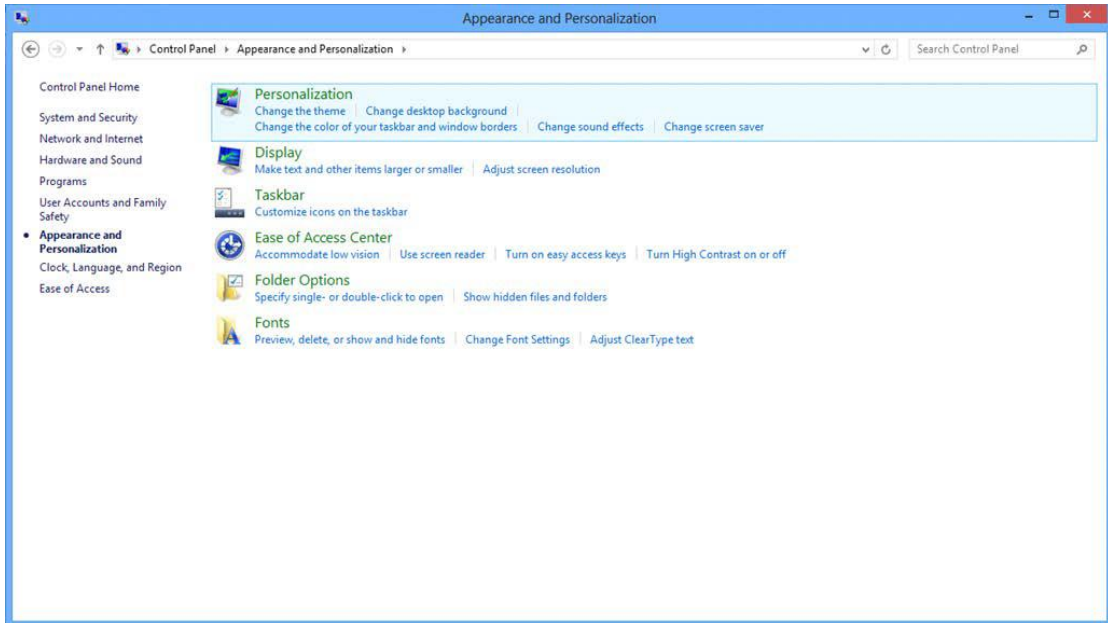 Appearance and Personalization
Control Panel Appearance and Personalization
Search Control Panel
Control Panel Home
System and Security
Network and Internet
Hardware and Sound
Programs
User Accounts and Family
Safety
Appearance and
Personalization
Clock, Language, and Region
Ease of Access
Personalization
Change the theme Change desktop background
Change the color of your taskbar and window borders Change sound effects Change screen saver
Display
Make text and other items larger or smaller Adjust screen resolution
Taskbar
Customize icons on the taskbar
Ease of Access Center
Accommodate low vision Use screen reader Turn on easy access keys Turn High Contrast on or off
Folder Options
Specify single- or double-click to open Show hidden files and folders
Fonts
Preview, delete, or show and hide fonts Change Font Settings Adjust ClearType text